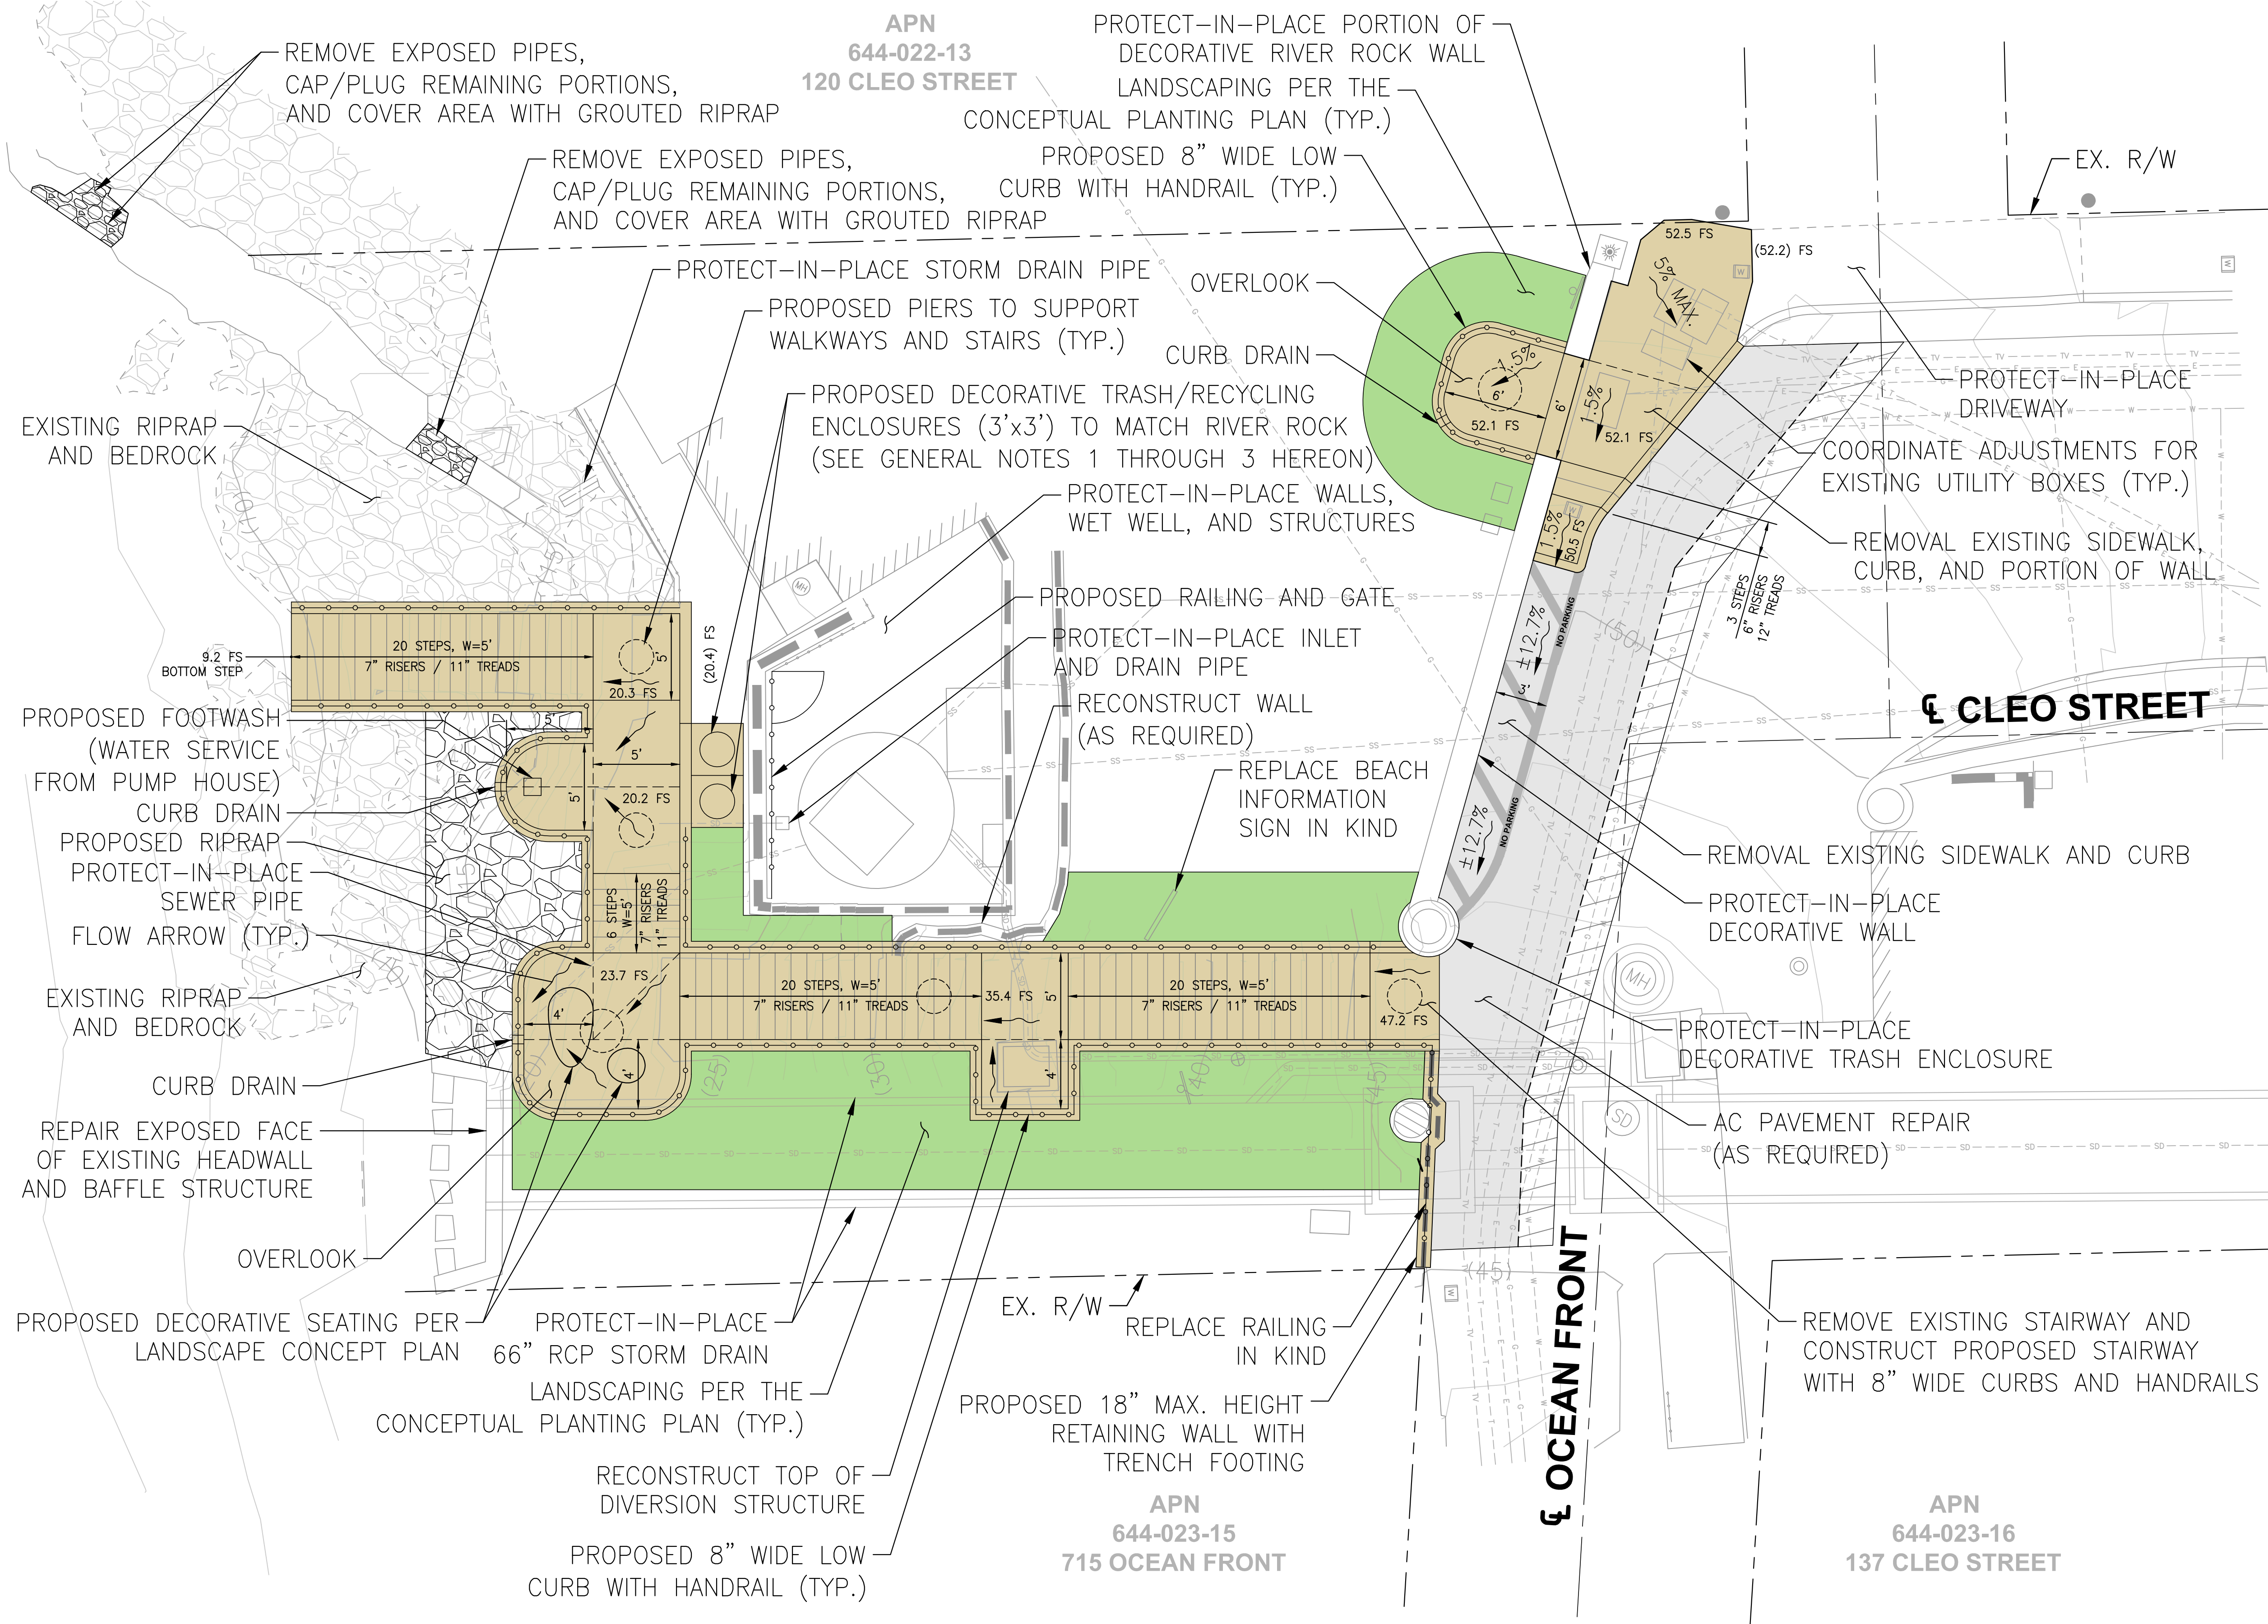 APN
644-022-13
120 CLEO STREET
REMOVE EXPOSED PIPES,
CAP/PLUG REMAINING PORTIONS,
AND COVER AREA WITH GROUTED RIPRAP
REMOVE EXPOSED PIPES,
CAP/PLUG REMAINING PORTIONS,
AND COVER AREA WITH GROUTED RIPRAP
PROTECT-IN-PLACE PORTION OF
DECORATIVE RIVER ROCK WALL
LANDSCAPING PER THE
CONCEPTUAL PLANTING PLAN (TYP.)
PROPOSED 8" WIDE LOW
CURB WITH HANDRAIL (TYP.)
EX. R/W
PROTECT-IN-PLACE STORM DRAIN PIPE
OVERLOOK
PROPOSED PIERS TO SUPPORT
WALKWAYS AND STAIRS (TYP.)
CURB DRAIN
PROPOSED DECORATIVE TRASH/RECYCLING
ENCLOSURES (3'x3') TO MATCH RIVER ROCK
(SEE GENERAL NOTES 1 THROUGH 3 HEREON)
PROTECT-IN-PLACE WALLS,
WET WELL, AND STRUCTURES
52.5 FS
(52.2) FS
5% MAX.
1.5%
6'
52.1 FS
6'
1.5%
52.1 FS
1.5%
50.5 FS
3 STEPS
6" RISERS
12" TREADS
PROTECT-IN-PLACE
DRIVEWAY
COORDINATE ADJUSTMENTS FOR
EXISTING UTILITY BOXES (TYP.)
REMOVAL EXISTING SIDEWALK,
CURB, AND PORTION OF WALL
EXISTING RIPRAP
AND BEDROCK
PROPOSED RAILING AND GATE
PROTECT-IN-PLACE INLET
AND DRAIN PIPE
RECONSTRUCT WALL
(AS REQUIRED)
REPLACE BEACH
INFORMATION
SIGN IN KIND
±12.7%
NO PARKING
3'
±12.7%
NO PARKING
(50)
℄ CLEO STREET
9.2 FS
BOTTOM STEP
20 STEPS, W=5'
7" RISERS / 11" TREADS
5'
20.3 FS
(20.4) FS
5'
5'
5'
20.2 FS
6 STEPS
W=5'
7" RISERS
11" TREADS
MH
PROPOSED FOOTWASH
(WATER SERVICE
FROM PUMP HOUSE)
CURB DRAIN
PROPOSED RIPRAP
PROTECT-IN-PLACE
SEWER PIPE
FLOW ARROW (TYP.)
EXISTING RIPRAP
AND BEDROCK
CURB DRAIN
REPAIR EXPOSED FACE
OF EXISTING HEADWALL
AND BAFFLE STRUCTURE
OVERLOOK
23.7 FS
4'
4'
20 STEPS, W=5'
7" RISERS / 11" TREADS
35.4 FS
5'
4'
20 STEPS, W=5'
7" RISERS / 11" TREADS
47.2 FS
(25)
(30)
(40)
(45)
(45)
MH
SD
REMOVAL EXISTING SIDEWALK AND CURB
PROTECT-IN-PLACE
DECORATIVE WALL
PROTECT-IN-PLACE
DECORATIVE TRASH ENCLOSURE
AC PAVEMENT REPAIR
(AS REQUIRED)
PROPOSED DECORATIVE SEATING PER
LANDSCAPE CONCEPT PLAN
PROTECT-IN-PLACE
66" RCP STORM DRAIN
LANDSCAPING PER THE
CONCEPTUAL PLANTING PLAN (TYP.)
RECONSTRUCT TOP OF
DIVERSION STRUCTURE
PROPOSED 8" WIDE LOW
CURB WITH HANDRAIL (TYP.)
EX. R/W
REPLACE RAILING
IN KIND
PROPOSED 18" MAX. HEIGHT
RETAINING WALL WITH
TRENCH FOOTING
℄ OCEAN FRONT
REMOVE EXISTING STAIRWAY AND
CONSTRUCT PROPOSED STAIRWAY
WITH 8" WIDE CURBS AND HANDRAILS
APN
644-023-15
715 OCEAN FRONT
APN
644-023-16
137 CLEO STREET